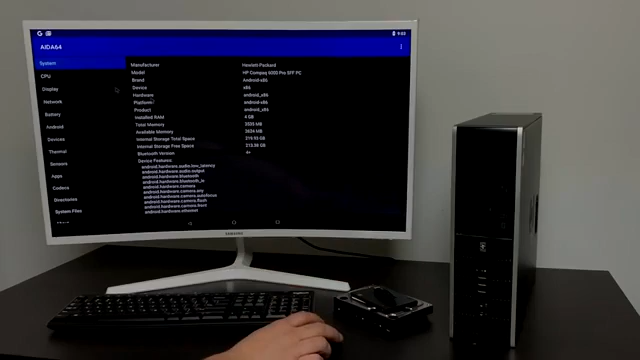 9:02
AIDA64
System
CPU
Display
Network
Battery
Android
Devices
Thermal
Sensors
Apps
Codecs
Directories
System Files
Manufacturer Hewlett-Packard
Model HP Compaq 6000 Pro SFF PC
Brand Android-x86
Device x86
Hardware android_x86
Platform android-x86
Product android_x86
Installed RAM 4 GB
Total Memory
Available Memory
Internal Storage Total Space
Internal Storage Free Space
Bluetooth Version 4+
Device Features
android.hardware.audio.low_latency
android.hardware.audio.output
android.hardware.bluetooth
android.hardware.bluetooth_le
android.hardware.camera
android.hardware.camera.any
android.hardware.camera.autofocus
android.hardware.camera.flash
android.hardware.camera.front
android.hardware.ethernet
SAMSUNG